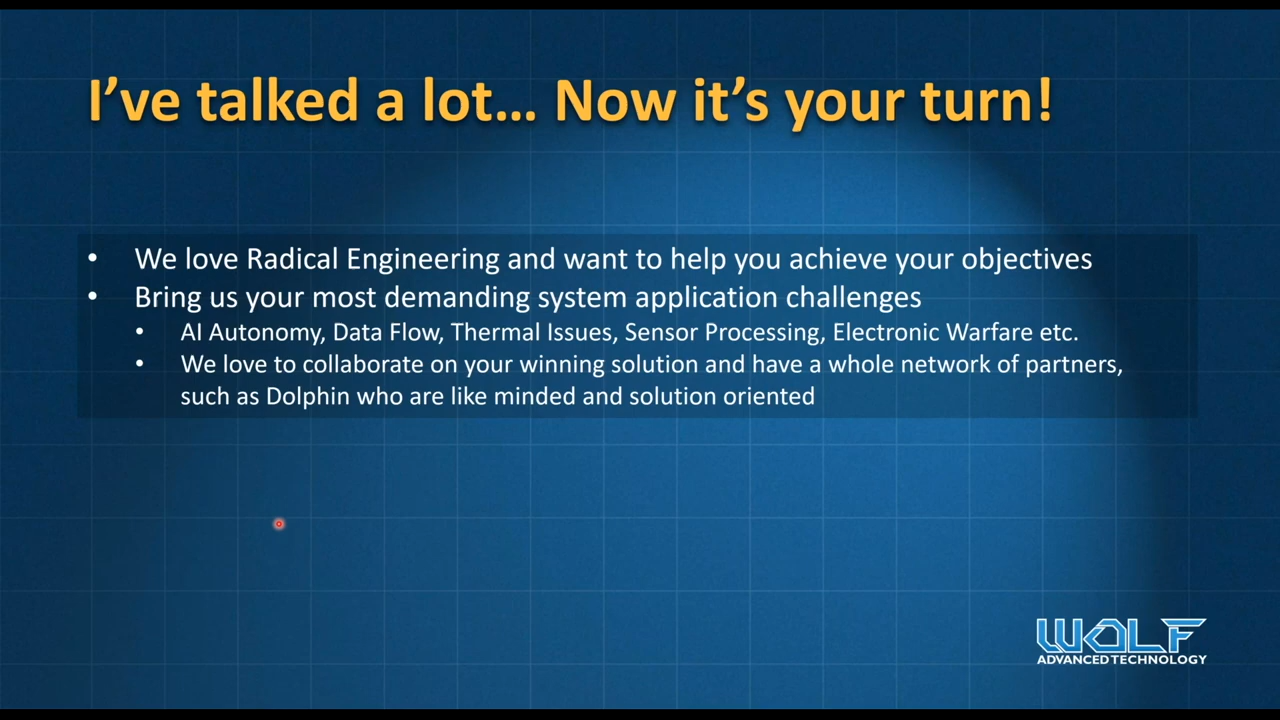 I've talked a lot... Now it's your turn!
• We love Radical Engineering and want to help you achieve your objectives
• Bring us your most demanding system application challenges
• AI Autonomy, Data Flow, Thermal Issues, Sensor Processing, Electronic Warfare etc.
• We love to collaborate on your winning solution and have a whole network of partners,
such as Dolphin who are like minded and solution oriented
WOLF
ADVANCED TECHNOLOGY